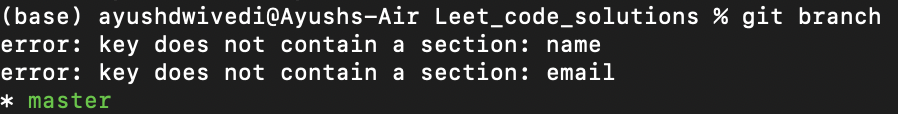 (base) ayushdwivedi@Ayushs-Air Leet_code_solutions % git branch
error: key does not contain a section: name
error: key does not contain a section: email
* master